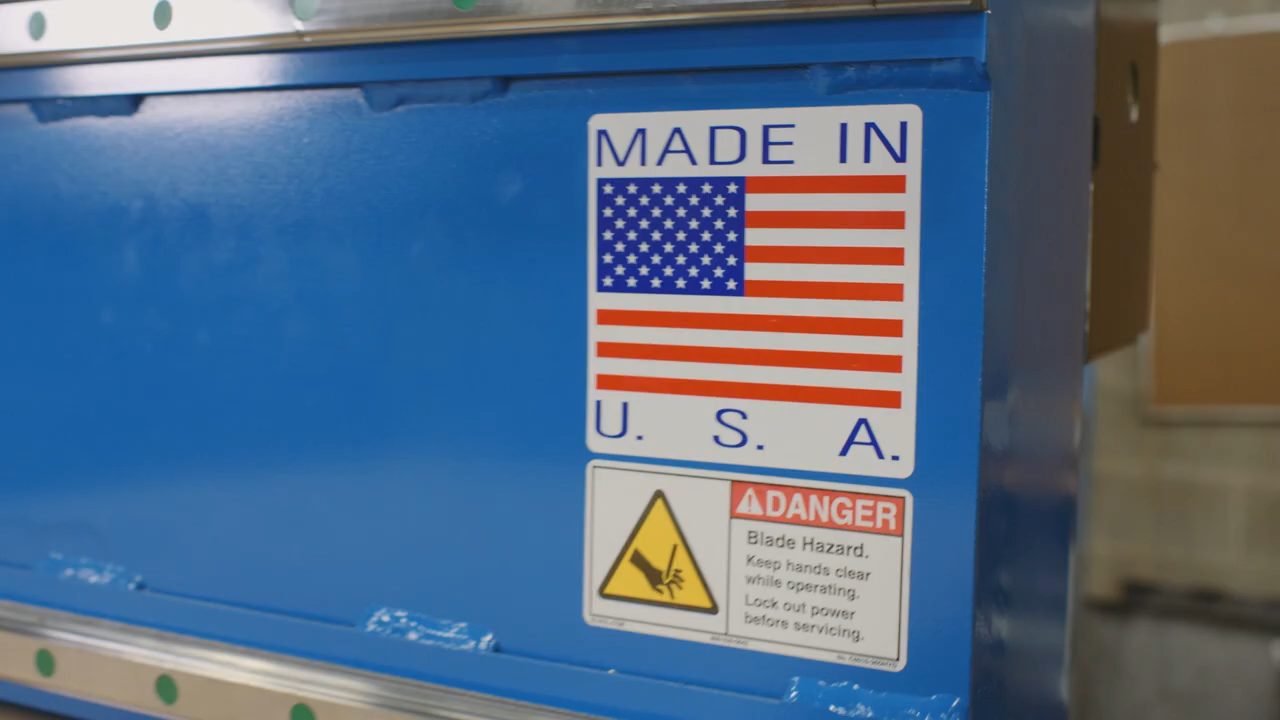 MADE IN
U. S. A.
DANGER
Blade Hazard.
Keep hands clear
while operating.
Lock out power
before servicing.